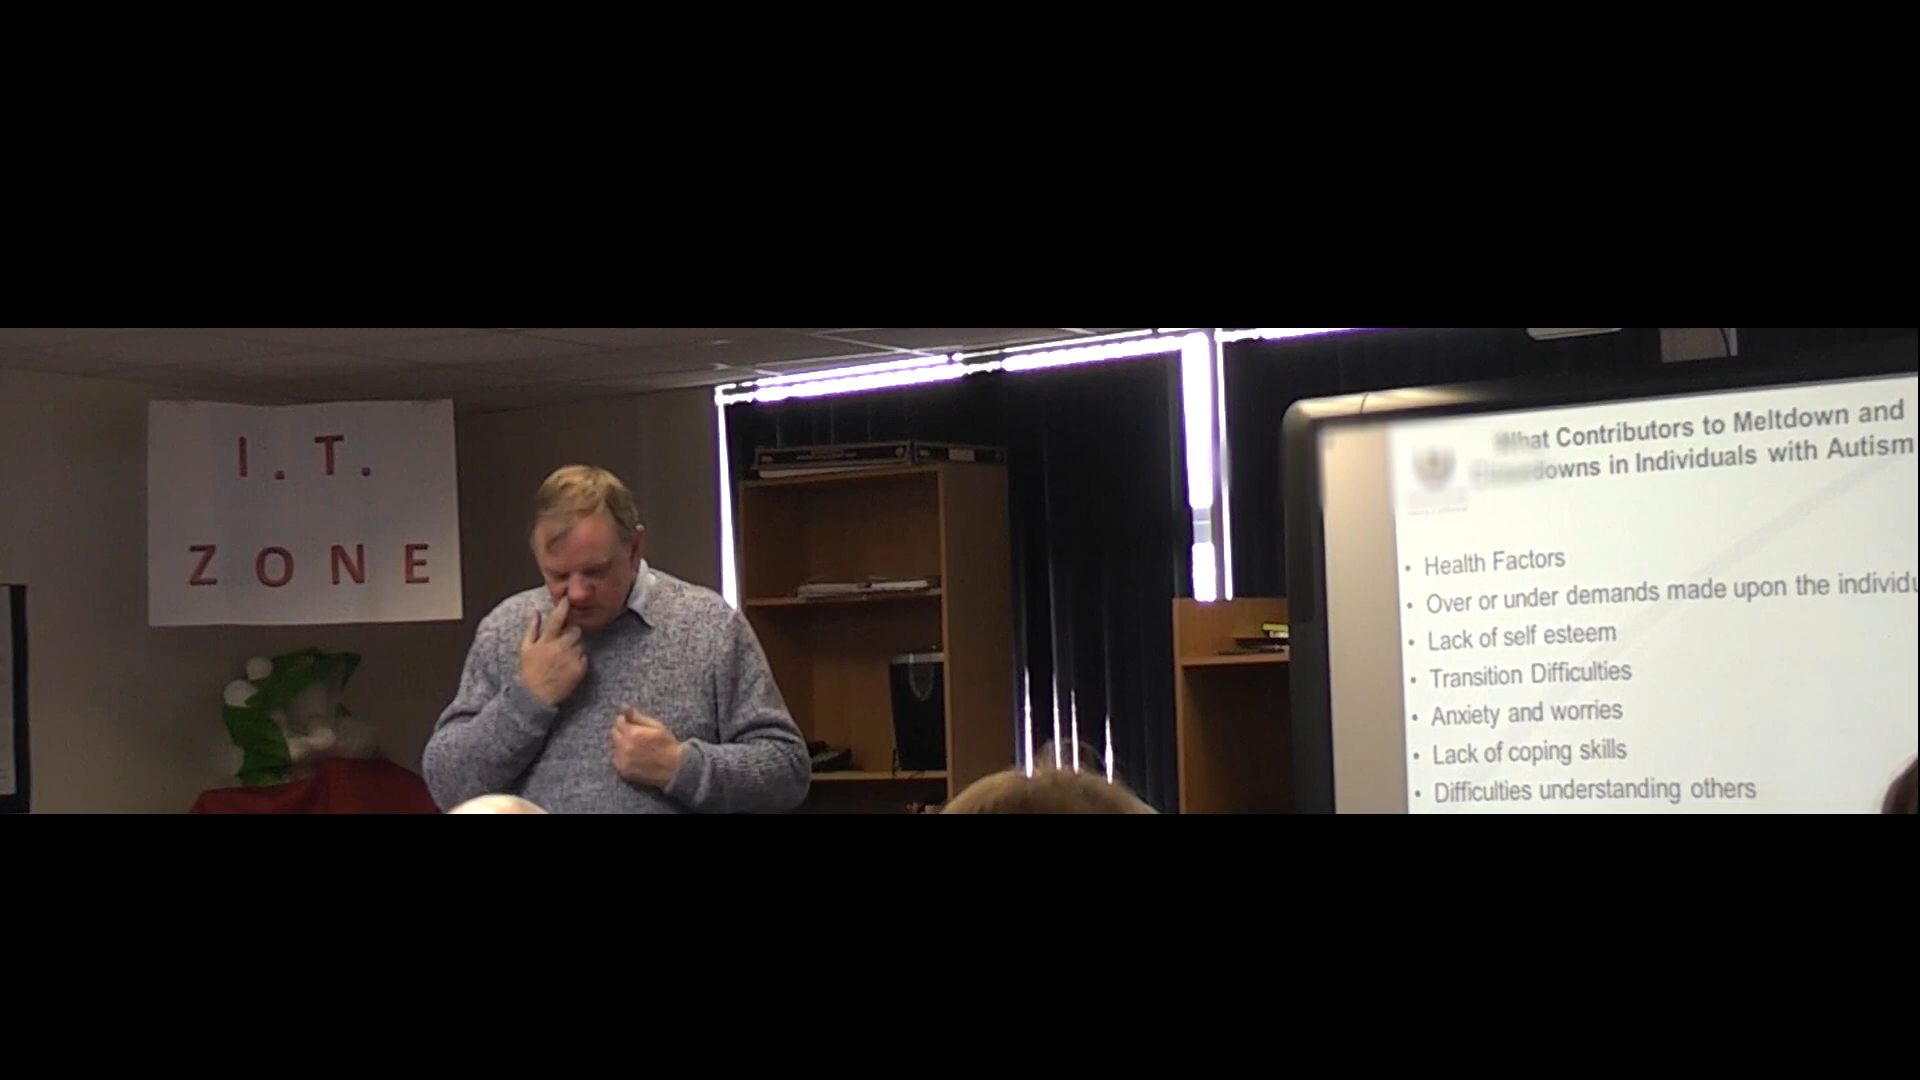 I. T.
ZONE
What Contributors to Meltdown and
downs in Individuals with Autism
• Health Factors
• Over or under demands made upon the individu
• Lack of self esteem
• Transition Difficulties
• Anxiety and worries
• Lack of coping skills
• Difficulties understanding others